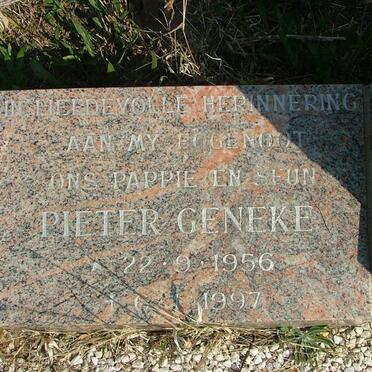 IN LIEFDEVOLLE HERINNERING
AAN MY EGGENOOT
ONS PAPPIE EN SEUN
PIETER GENEKE
* 22·9·1956
† 1997